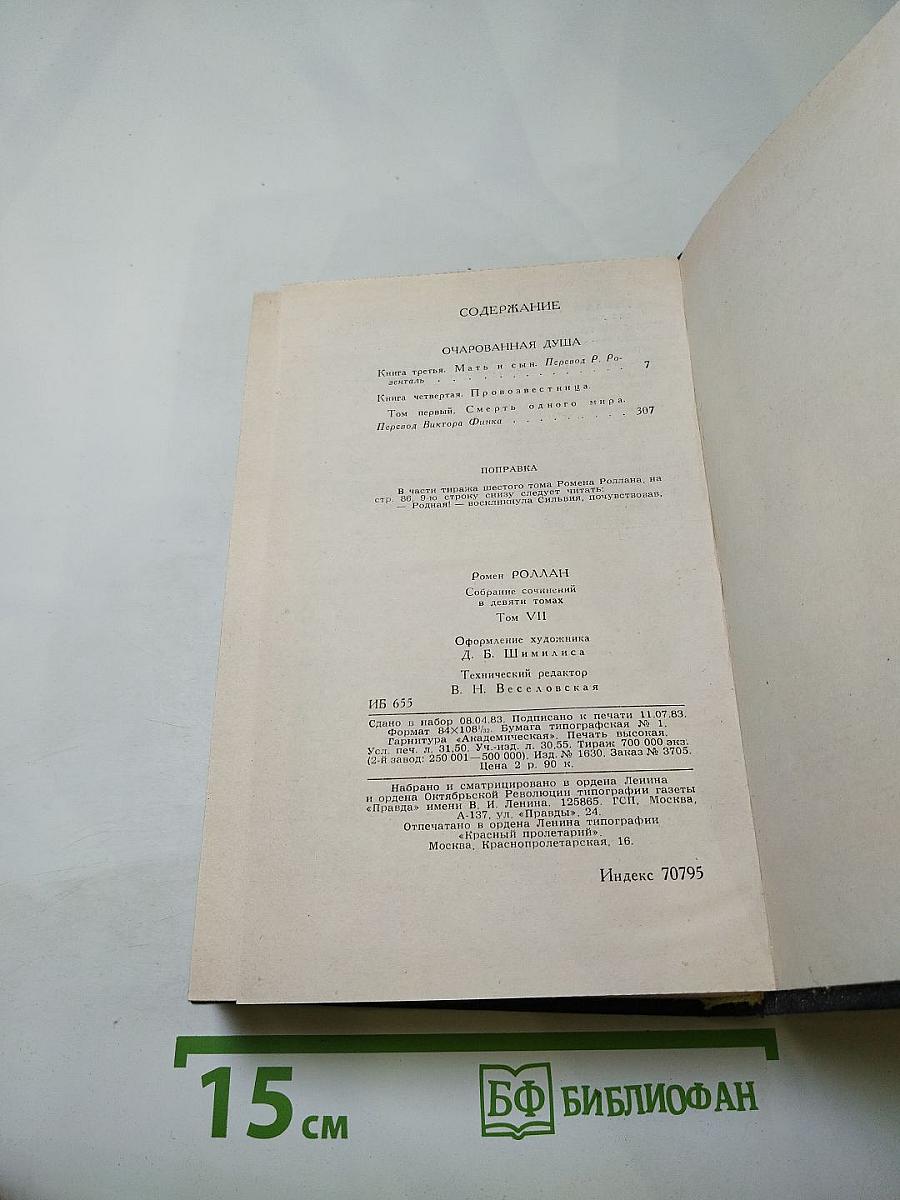 СОДЕРЖАНИЕ
ОЧАРОВАННАЯ ДУША
Книга третья. Мать и сын. Перевод Р. Ро-
зенталь . . . . . . . . . . . . . . 7
Книга четвертая. Провозвестница.
Том первый. Смерть одного мира.
Перевод Виктора Финка . . . . . . . . . 307
ПОПРАВКА
В части тиража шестого тома Ромена Роллана, на
стр. 86, 9-ю строку снизу следует читать:
— Родная! — воскликнула Сильвия, почувствовав,
Ромен РОЛЛАН
Собрание сочинений
в девяти томах
Том VII
Оформление художника
Д. Б. Шимилиса
Технический редактор
В. Н. Веселовская
ИБ 655
Сдано в набор 08.04.83. Подписано к печати 11.07.83.
Формат 84×108¹/₃₂. Бумага типографская № 1.
Гарнитура «Академическая». Печать высокая.
Усл. печ. л. 31,50. Уч.-изд. л. 30,55. Тираж 700 000 экз.
(2-й завод: 250 001—500 000). Изд. № 1630. Заказ № 3705.
Цена 2 р. 90 к.
Набрано и сматрицировано в ордена Ленина
и ордена Октябрьской Революции типографии газеты
«Правда» имени В. И. Ленина. 125865. ГСП, Москва,
А-137, ул. «Правды», 24.
Отпечатано в ордена Ленина типографии
«Красный пролетарий».
Москва, Краснопролетарская, 16.
Индекс 70795
15 см
БФ БИБЛИОФАН